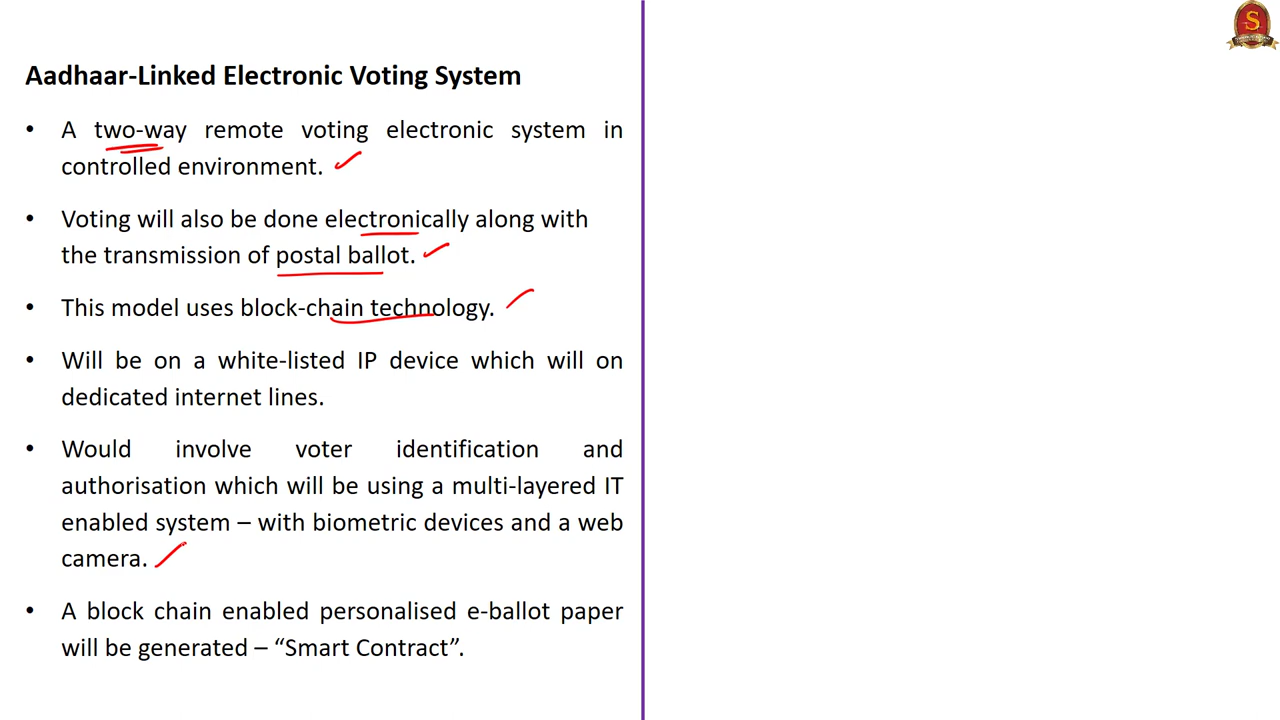 Aadhaar-Linked Electronic Voting System
• A two-way remote voting electronic system in
controlled environment.
• Voting will also be done electronically along with
the transmission of postal ballot.
• This model uses block-chain technology.
• Will be on a white-listed IP device which will on
dedicated internet lines.
• Would involve voter identification and
authorisation which will be using a multi-layered IT
enabled system – with biometric devices and a web
camera.
• A block chain enabled personalised e-ballot paper
will be generated – “Smart Contract”.
S